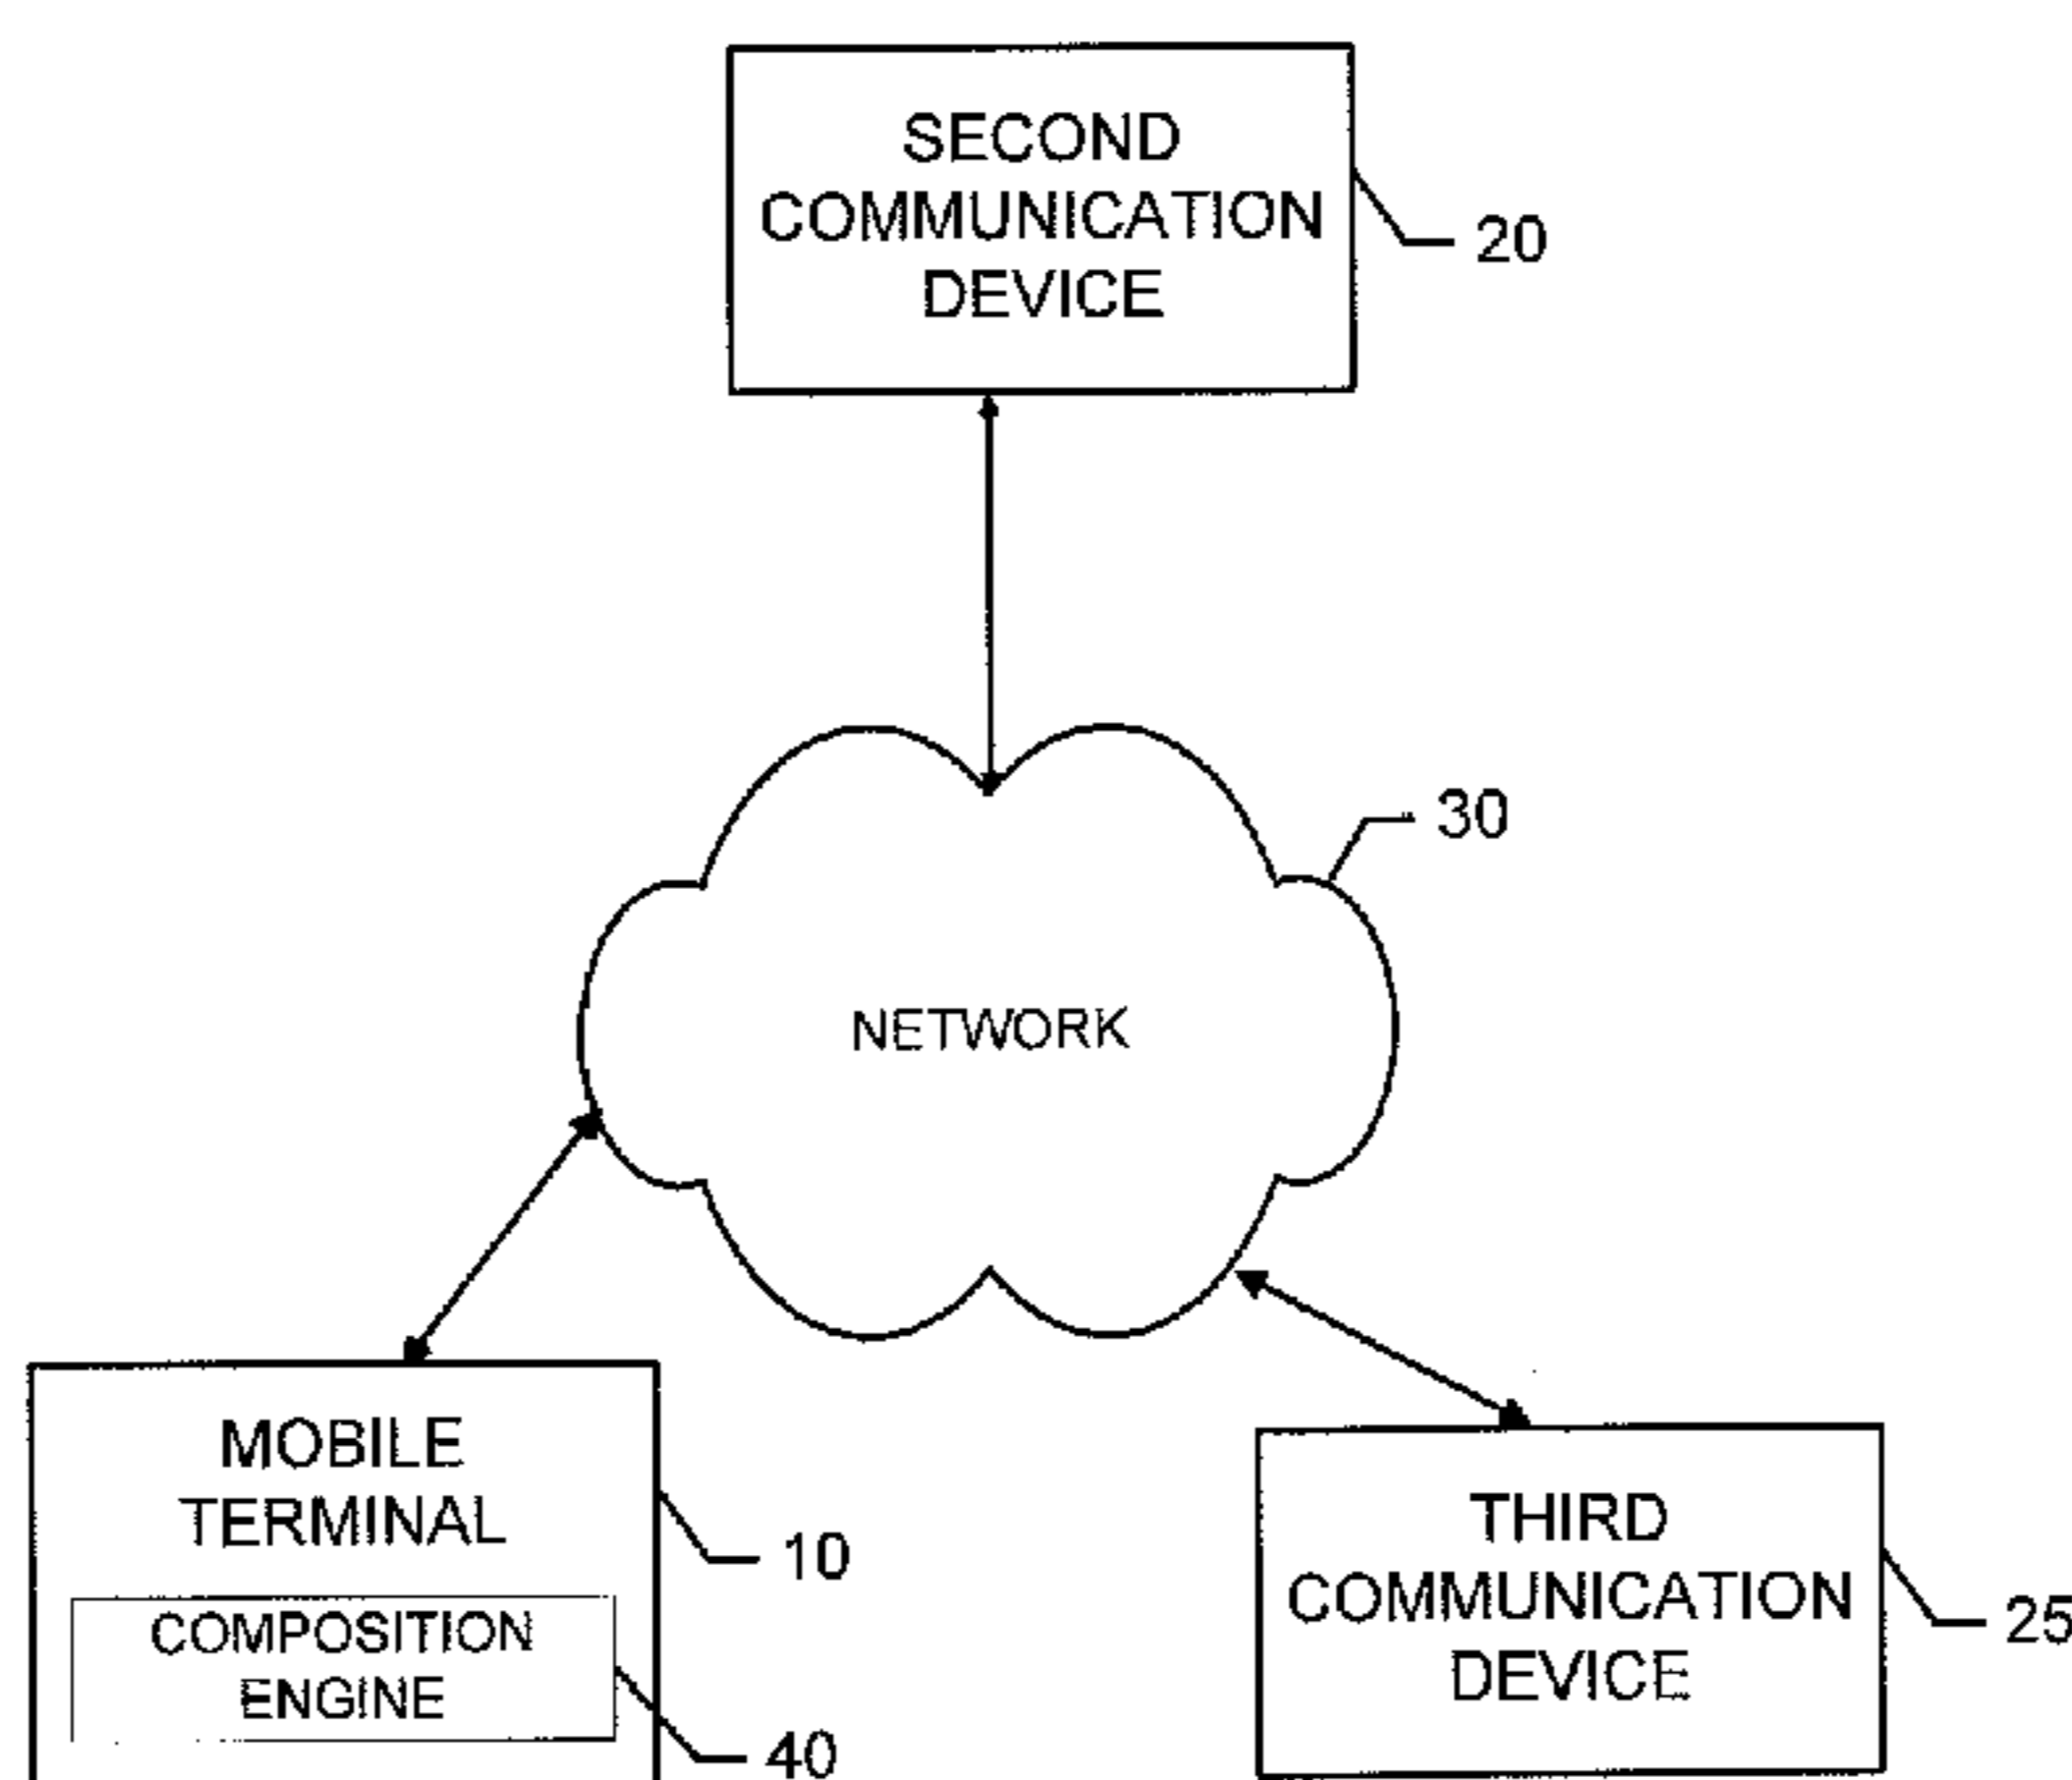 SECOND
COMMUNICATION
DEVICE
20
30
NETWORK
MOBILE
TERMINAL
10
COMPOSITION
ENGINE
40
THIRD
COMMUNICATION
DEVICE
25